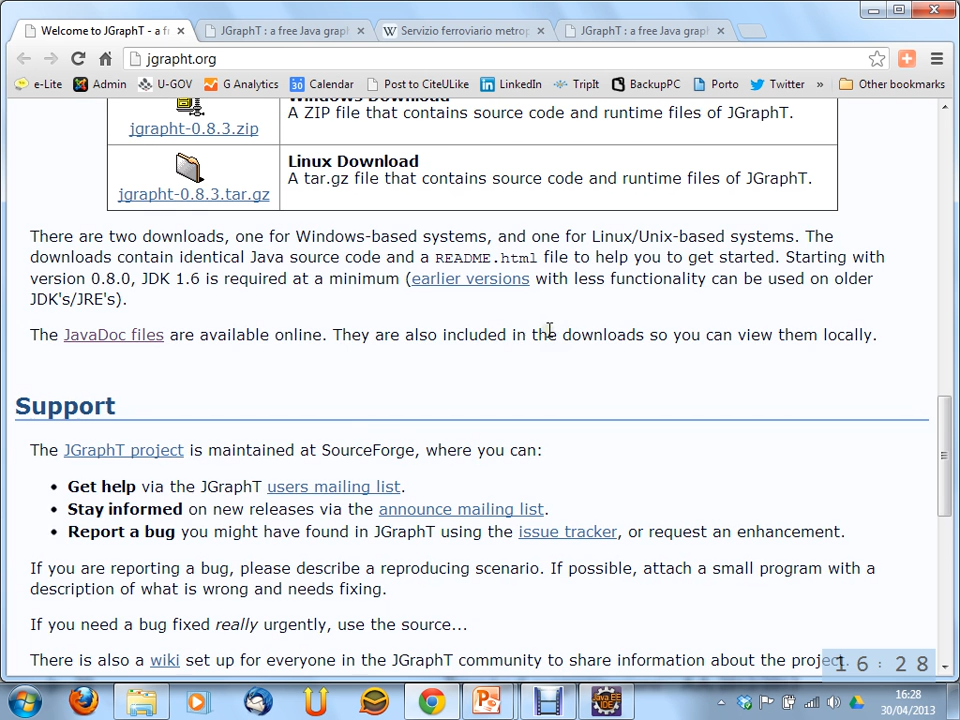 Welcome to JGraphT - a f
JGraphT : a free Java grap
Servizio ferroviario metrop
JGraphT : a free Java grap
jgrapht.org
e-Lite
Admin
U-GOV
G Analytics
30 Calendar
Post to CiteULike
LinkedIn
TripIt
BackupPC
Porto
Twitter
»
Other bookmarks
Windows Download
A ZIP file that contains source code and runtime files of JGraphT.
jgrapht-0.8.3.zip
Linux Download
A tar.gz file that contains source code and runtime files of JGraphT.
jgrapht-0.8.3.tar.gz
There are two downloads, one for Windows-based systems, and one for Linux/Unix-based systems. The
downloads contain identical Java source code and a README.html file to help you to get started. Starting with
version 0.8.0, JDK 1.6 is required at a minimum (earlier versions with less functionality can be used on older
JDK's/JRE's).
The JavaDoc files are available online. They are also included in the downloads so you can view them locally.
Support
The JGraphT project is maintained at SourceForge, where you can:
• Get help via the JGraphT users mailing list.
• Stay informed on new releases via the announce mailing list.
• Report a bug you might have found in JGraphT using the issue tracker, or request an enhancement.
If you are reporting a bug, please describe a reproducing scenario. If possible, attach a small program with a
description of what is wrong and needs fixing.
If you need a bug fixed really urgently, use the source...
There is also a wiki set up for everyone in the JGraphT community to share information about the project.
16:28
Java EE
IDE
16:28
30/04/2013